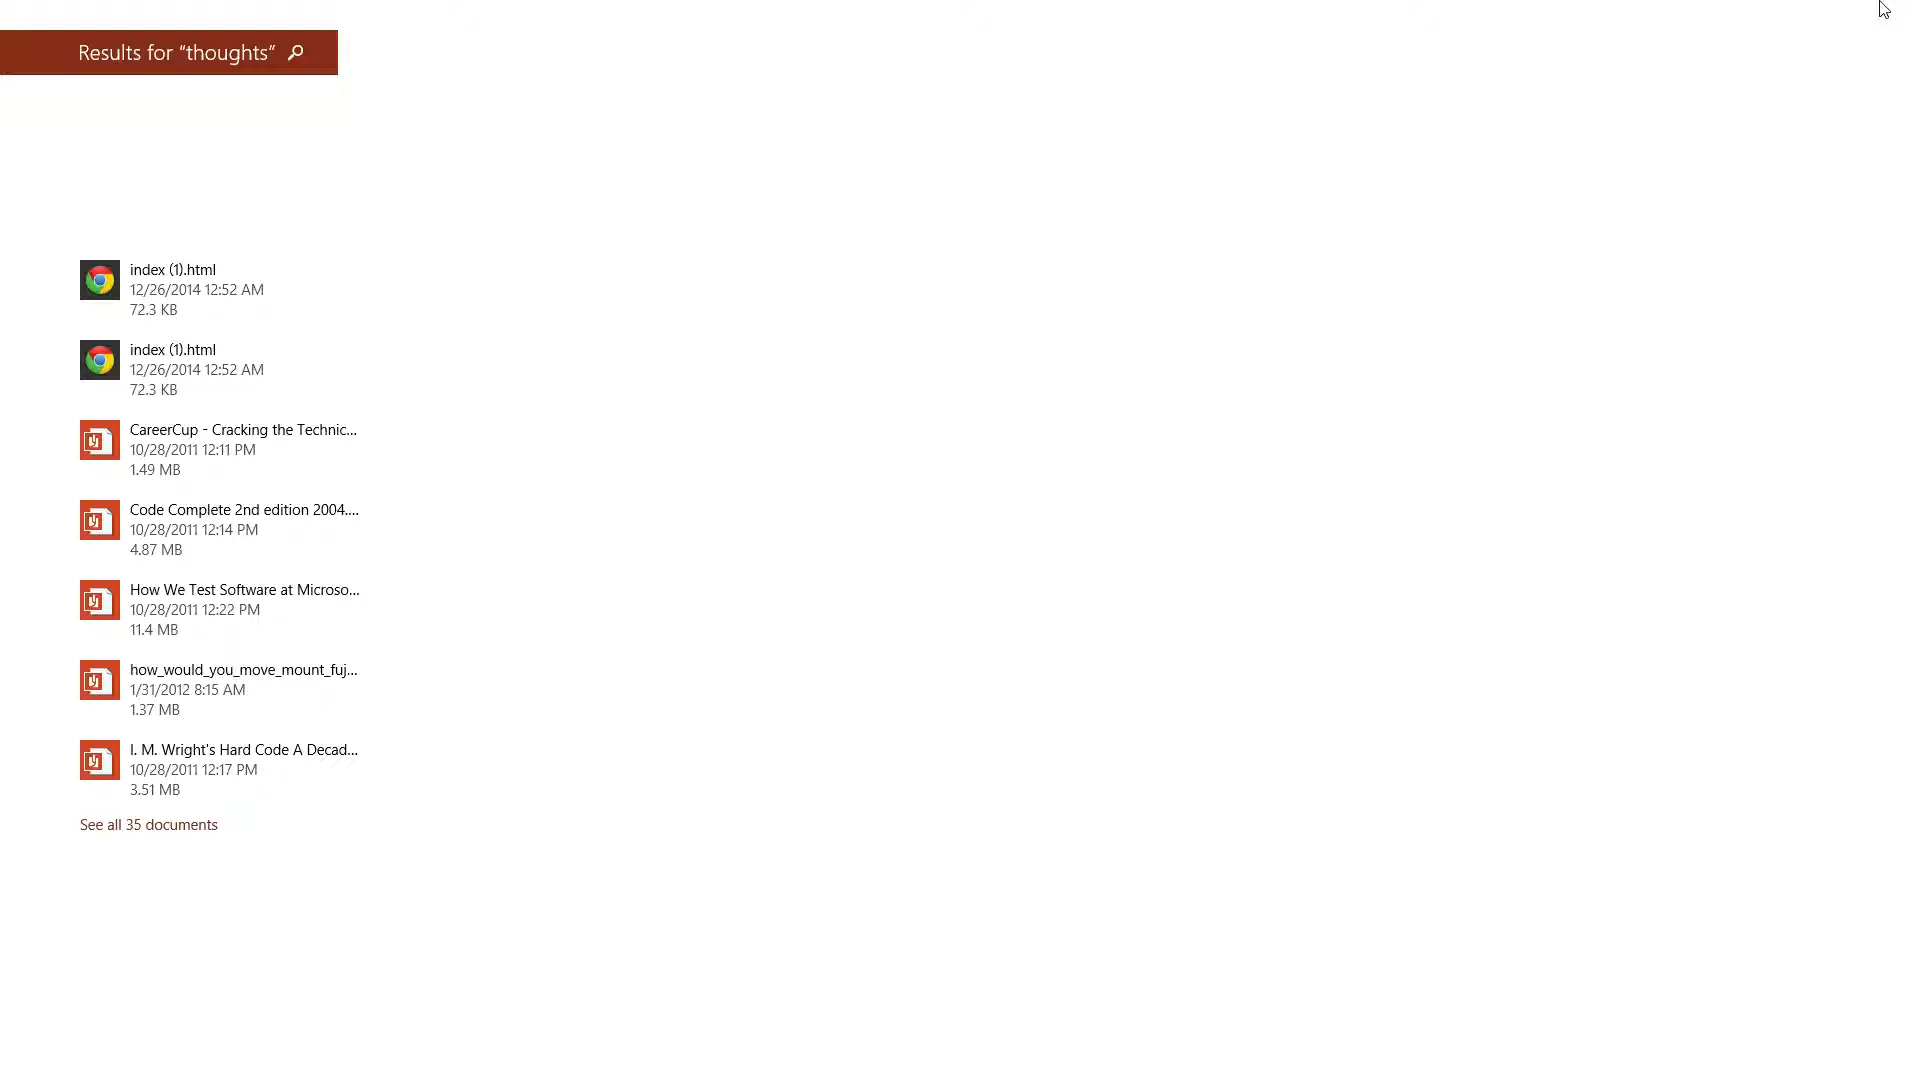 Results for “thoughts”
index (1).html
12/26/2014 12:52 AM
72.3 KB
index (1).html
12/26/2014 12:52 AM
72.3 KB
CareerCup - Cracking the Technic...
10/28/2011 12:11 PM
1.49 MB
Code Complete 2nd edition 2004....
10/28/2011 12:14 PM
4.87 MB
How We Test Software at Microso...
10/28/2011 12:22 PM
11.4 MB
how_would_you_move_mount_fuj...
1/31/2012 8:15 AM
1.37 MB
I. M. Wright's Hard Code A Decad...
10/28/2011 12:17 PM
3.51 MB
See all 35 documents